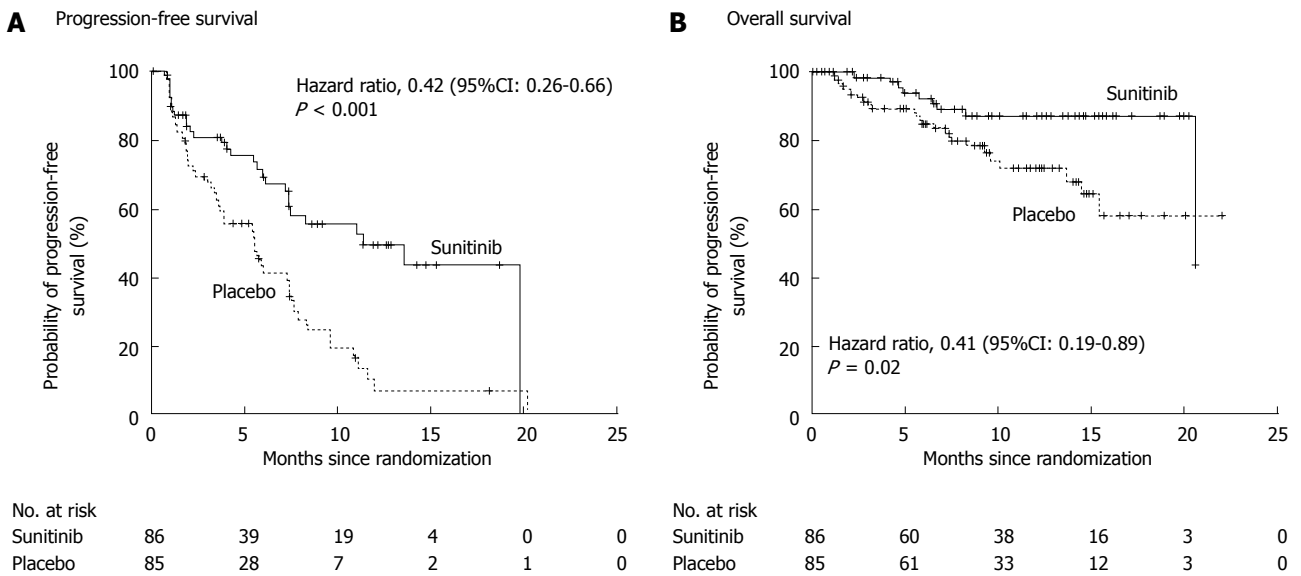 A Progression-free survival
Hazard ratio, 0.42 (95%CI: 0.26-0.66)
P < 0.001
Probability of progression-free
survival (%)
100
80
60
40
20
0
Sunitinib
Placebo
0 5 10 15 20 25
Months since randomization
No. at risk
Sunitinib 86 39 19 4 0 0
Placebo 85 28 7 2 1 0
B Overall survival
Probability of progression-free
survival (%)
100
80
60
40
20
0
Sunitinib
Placebo
Hazard ratio, 0.41 (95%CI: 0.19-0.89)
P = 0.02
0 5 10 15 20 25
Months since randomization
No. at risk
Sunitinib 86 60 38 16 3 0
Placebo 85 61 33 12 3 0